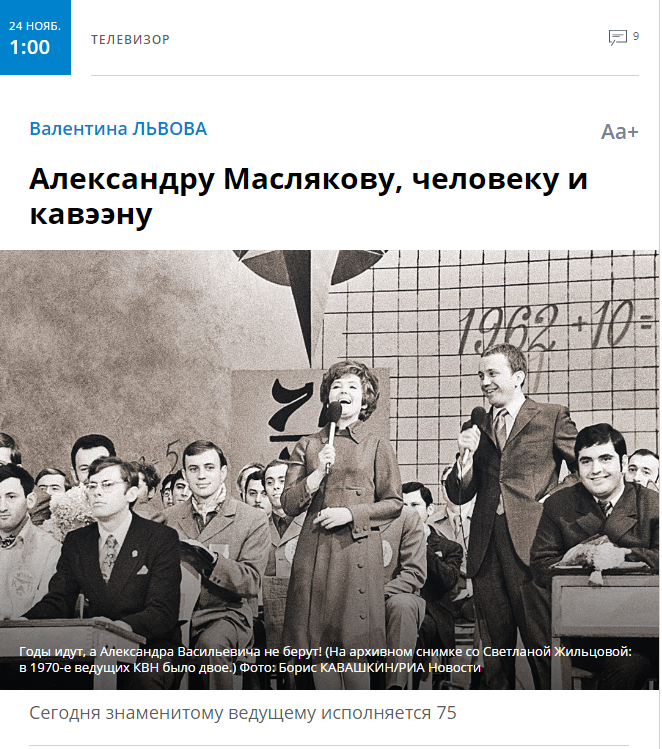 24 НОЯБ.
1:00
ТЕЛЕВИЗОР
9
Валентина ЛЬВОВА
Aa+
Александру Маслякову, человеку и
кавээну
1962 +10=
5
Годы идут, а Александра Васильевича не берут! (На архивном снимке со Светланой Жильцовой:
в 1970-е ведущих КВН было двое.) Фото: Борис КАВАШКИН/РИА Новости
Сегодня знаменитому ведущему исполняется 75